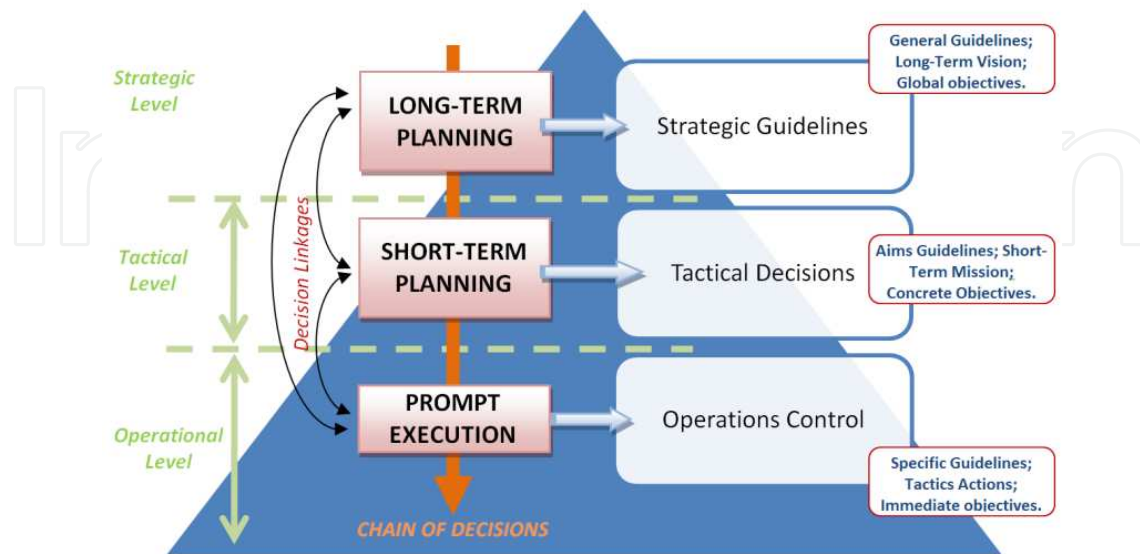 Strategic
Level
LONG-TERM
PLANNING
Strategic Guidelines
General Guidelines;
Long-Term Vision;
Global objectives.
Decision Linkages
Tactical
Level
SHORT-TERM
PLANNING
Tactical Decisions
Aims Guidelines; Short-
Term Mission;
Concrete Objectives.
Operational
Level
PROMPT
EXECUTION
Operations Control
Specific Guidelines;
Tactics Actions;
Immediate objectives.
CHAIN OF DECISIONS